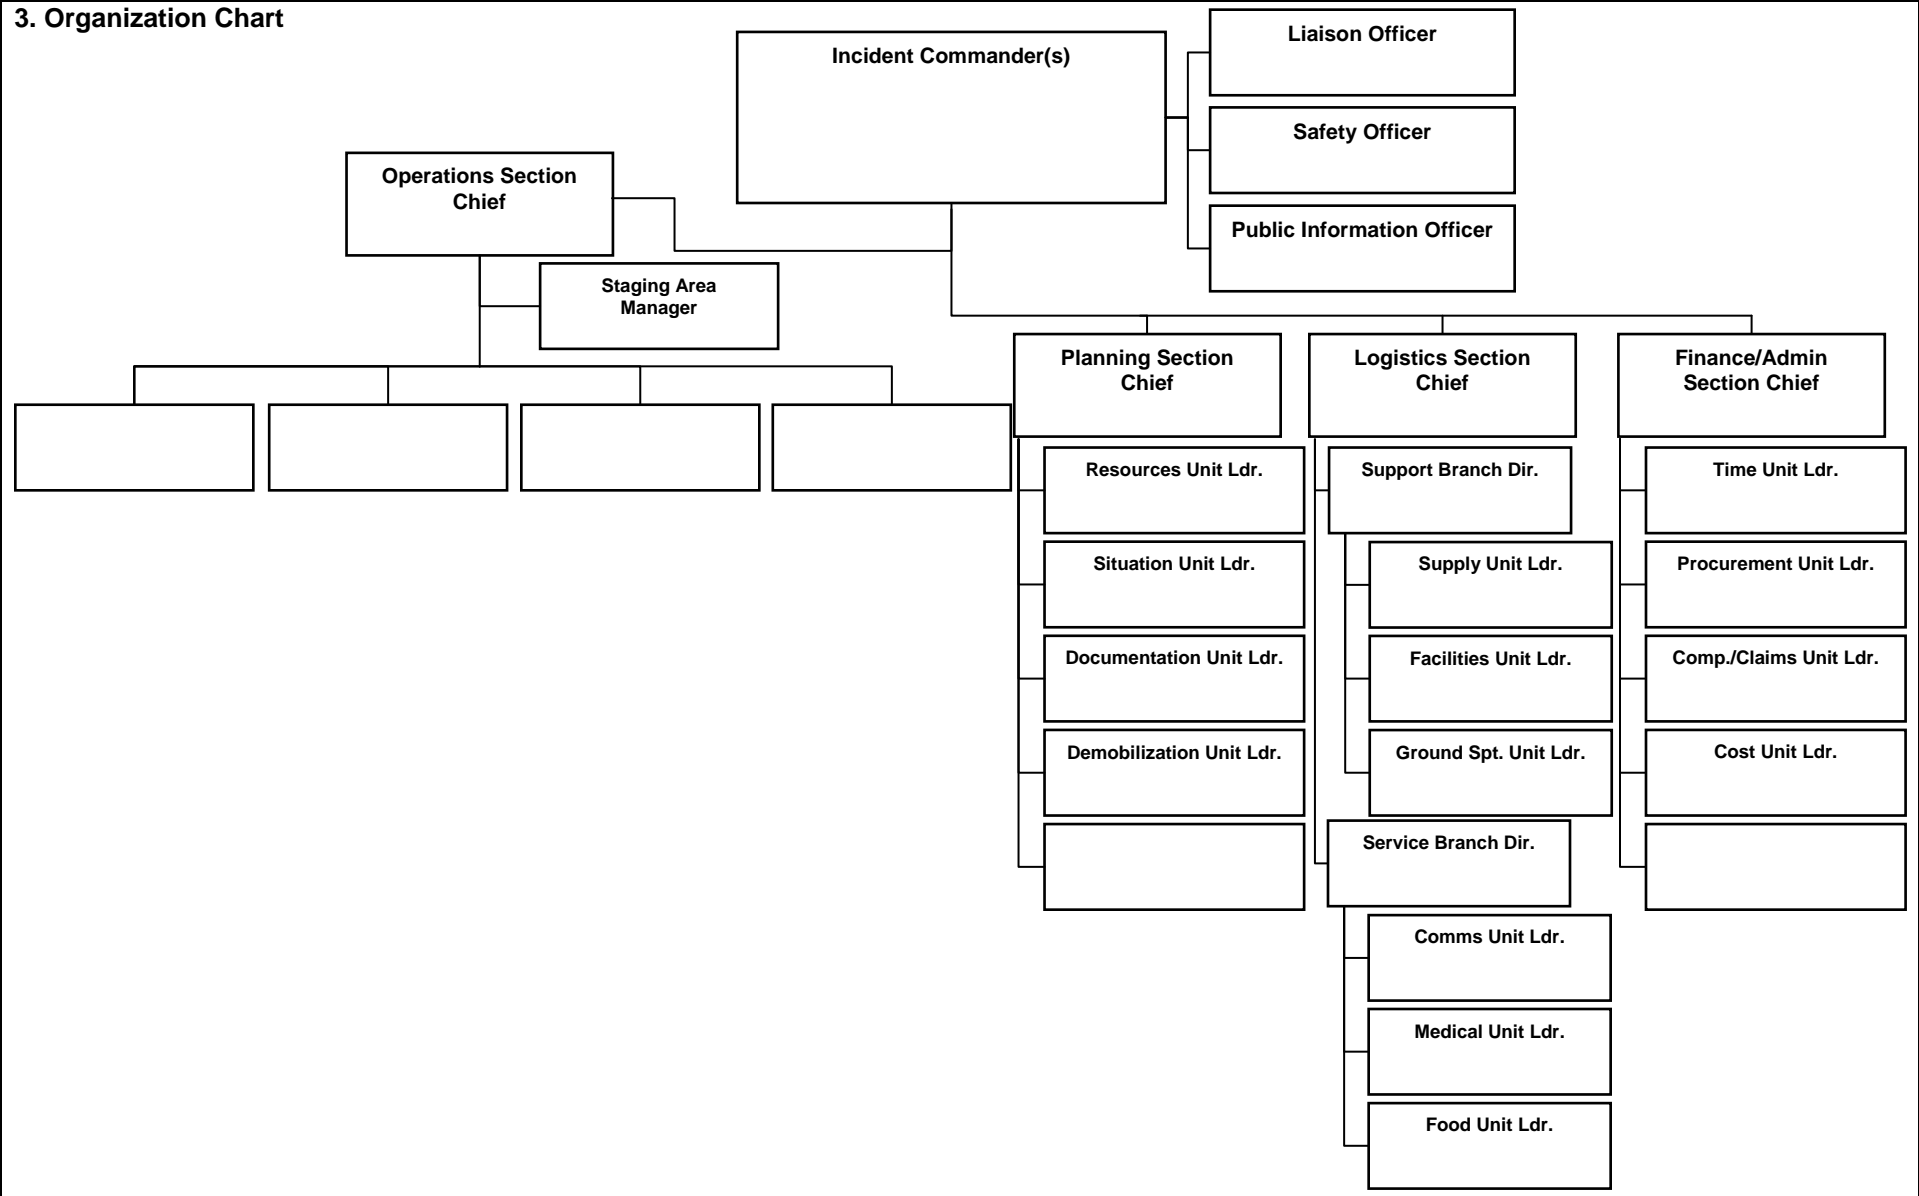 3. Organization Chart
Incident Commander(s)
Liaison Officer
Safety Officer
Public Information Officer
Operations Section
Chief
Staging Area
Manager
Planning Section
Chief
Resources Unit Ldr.
Situation Unit Ldr.
Documentation Unit Ldr.
Demobilization Unit Ldr.
Logistics Section
Chief
Support Branch Dir.
Supply Unit Ldr.
Facilities Unit Ldr.
Ground Spt. Unit Ldr.
Service Branch Dir.
Comms Unit Ldr.
Medical Unit Ldr.
Food Unit Ldr.
Finance/Admin
Section Chief
Time Unit Ldr.
Procurement Unit Ldr.
Comp./Claims Unit Ldr.
Cost Unit Ldr.